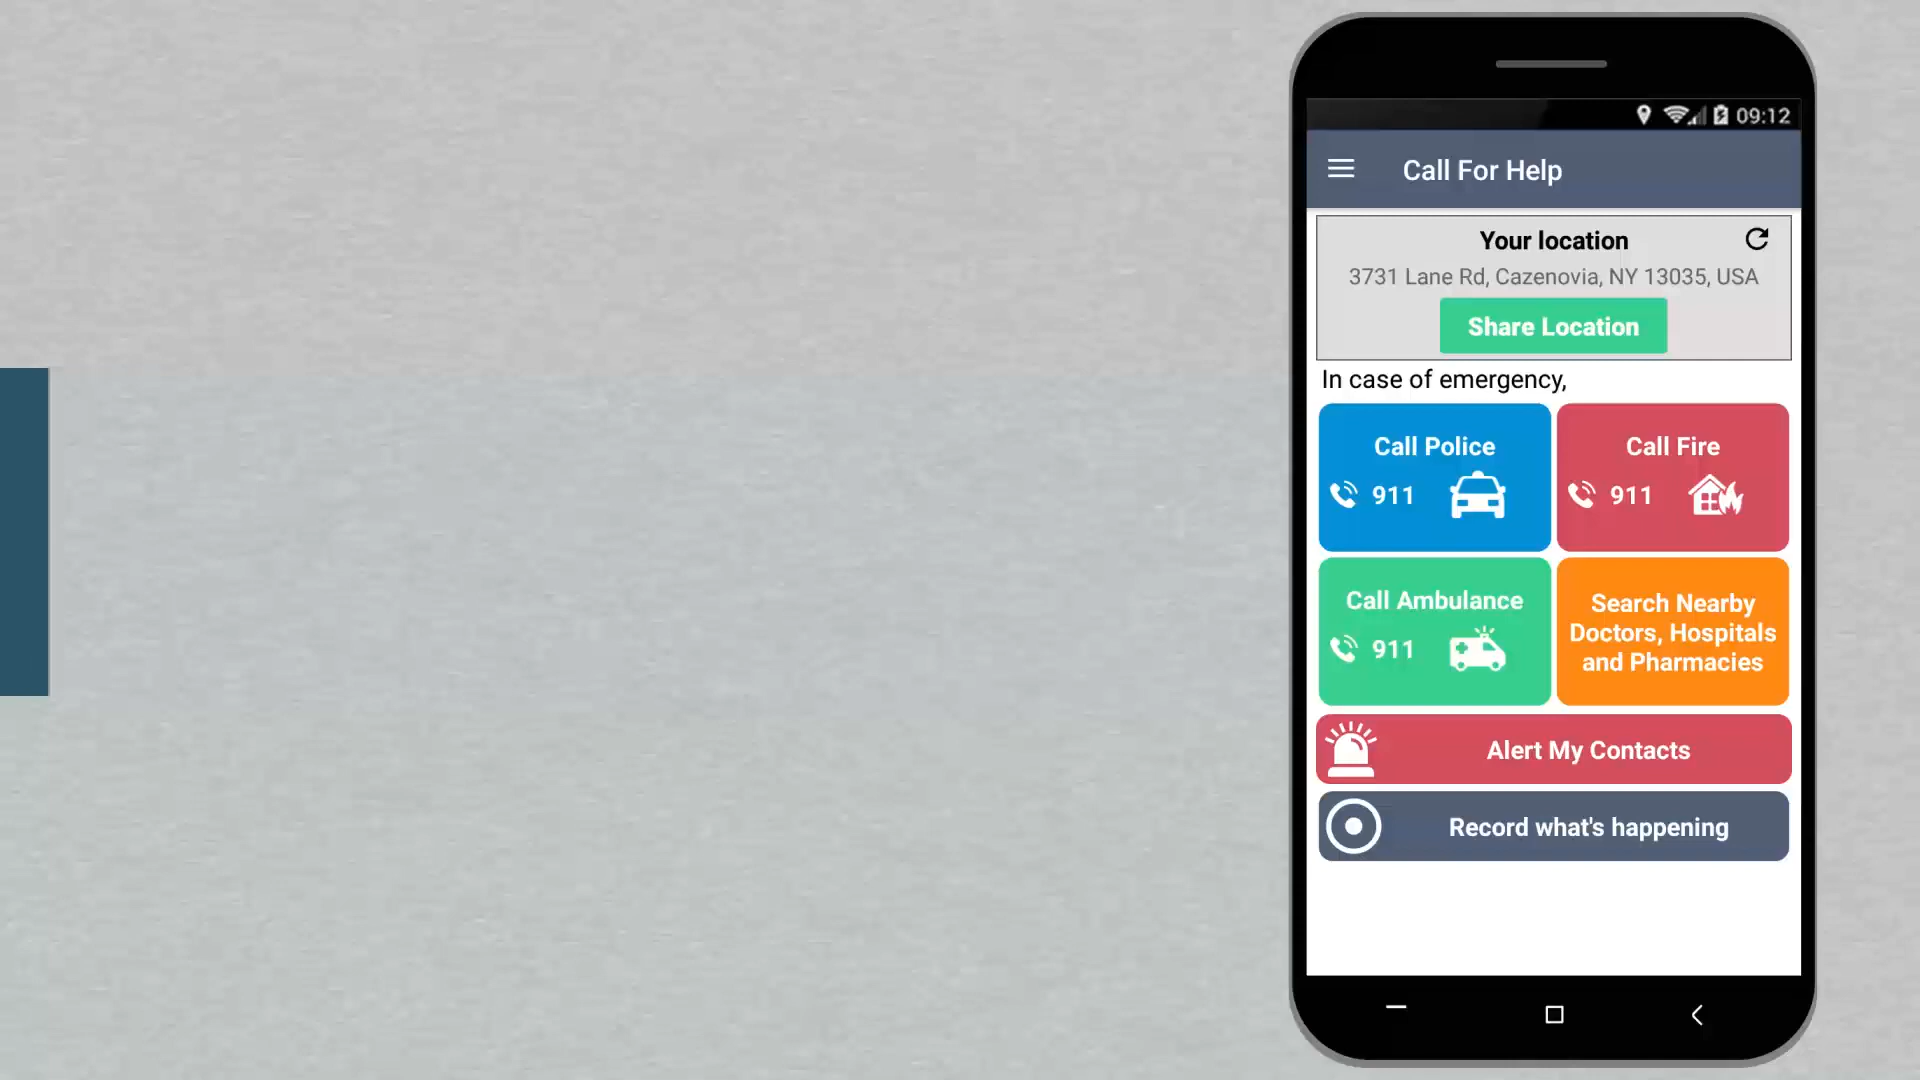 09:12
Call For Help
Your location
3731 Lane Rd, Cazenovia, NY 13035, USA
Share Location
In case of emergency,
Call Police
911
Call Fire
911
Call Ambulance
911
Search Nearby
Doctors, Hospitals
and Pharmacies
Alert My Contacts
Record what's happening